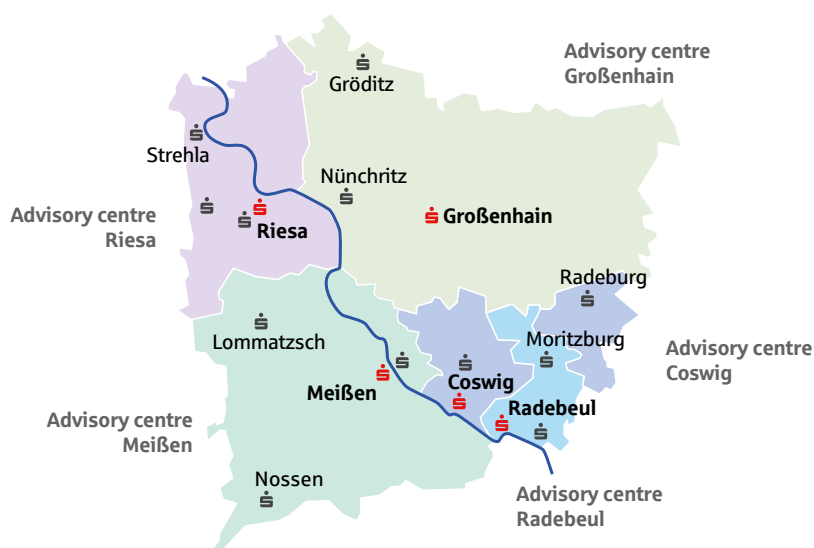 Advisory centre
Großenhain
Gröditz
Strehla
Nünchritz
Advisory centre
Riesa
Riesa
Großenhain
Radeburg
Lommatzsch
Moritzburg
Advisory centre
Coswig
Meißen
Coswig
Radebeul
Advisory centre
Meißen
Nossen
Advisory centre
Radebeul